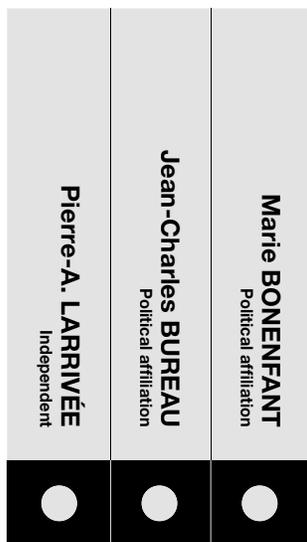 Marie BONENFANT
Political affiliation
Jean-Charles BUREAU
Political affiliation
Pierre-A. LARRIVÉE
Independent